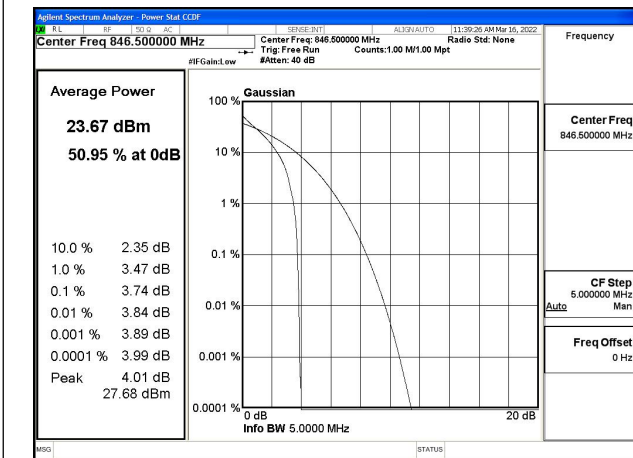 Agilent Spectrum Analyzer - Power Stat CCDF
RL RF 50 Ω AC SENSE:INT ALIGN AUTO 11:39:26 AM Mar 16, 2022
Center Freq 846.500000 MHz
Center Freq: 846.500000 MHz Radio Std: None
Trig: Free Run Counts:1.00 M/1.00 Mpt
#IFGain:Low #Atten: 40 dB
Frequency
Average Power
23.67 dBm
50.95 % at 0dB
10.0 % 2.35 dB
1.0 % 3.47 dB
0.1 % 3.74 dB
0.01 % 3.84 dB
0.001 % 3.89 dB
0.0001 % 3.99 dB
Peak 4.01 dB
27.68 dBm
Gaussian
100 %
10 %
1 %
0.1 %
0.01 %
0.001 %
0.0001 %
0 dB 20 dB
Info BW 5.0000 MHz
Center Freq
846.500000 MHz
CF Step
5.000000 MHz
Auto Man
Freq Offset
0 Hz
MSG STATUS